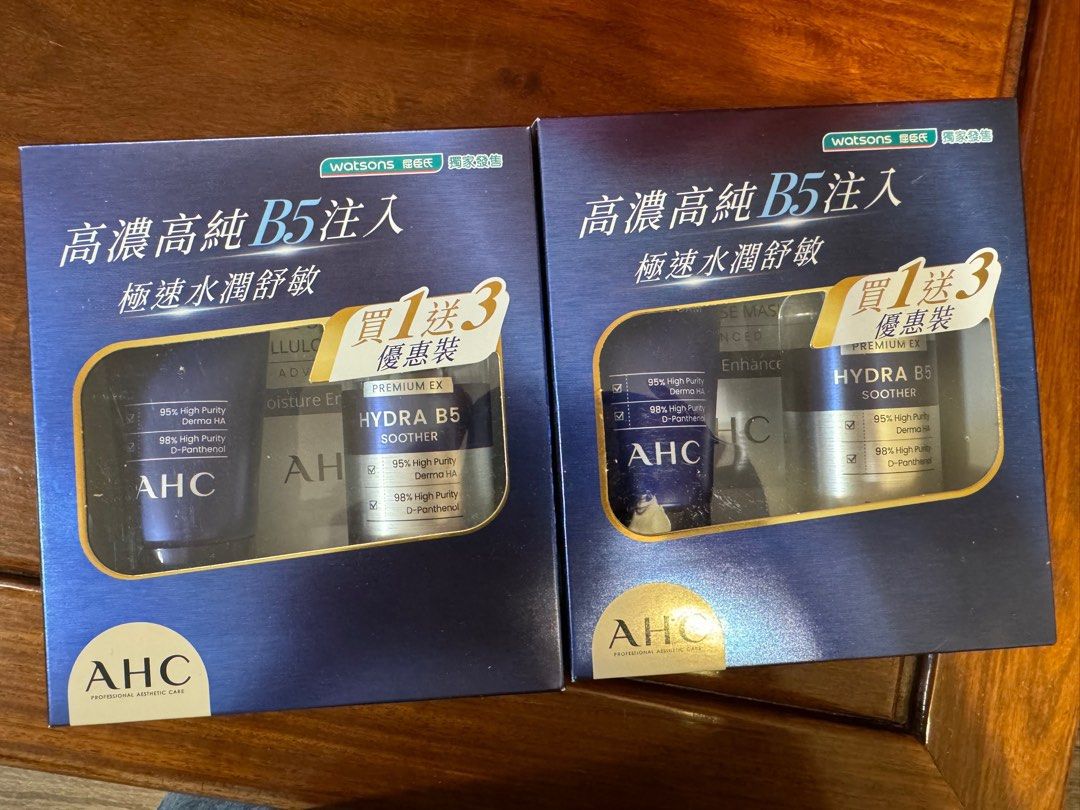 watsons 屈臣氏 獨家發售
高濃高純B5注入
極速水潤舒敏
買1送3
優惠裝
95% High Purity
Derma HA
98% High Purity
D-Panthenol
AHC
ADV
AH
PREMIUM EX
HYDRA B5
SOOTHER
95% High Purity
Derma HA
98% High Purity
D-Panthenol
AHC
PROFESSIONAL AESTHETIC CARE
watsons 屈臣氏 獨家發售
高濃高純B5注入
極速水潤舒敏
買1送3
優惠裝
95% High Purity
Derma HA
98% High Purity
D-Panthenol
AHC
SE MAS
NCED
Enhance
HC
PREMIUM EX
HYDRA B5
SOOTHER
95% High Purity
Derma HA
98% High Purity
D-Panthenol
AHC
PROFESSIONAL AESTHETIC CARE